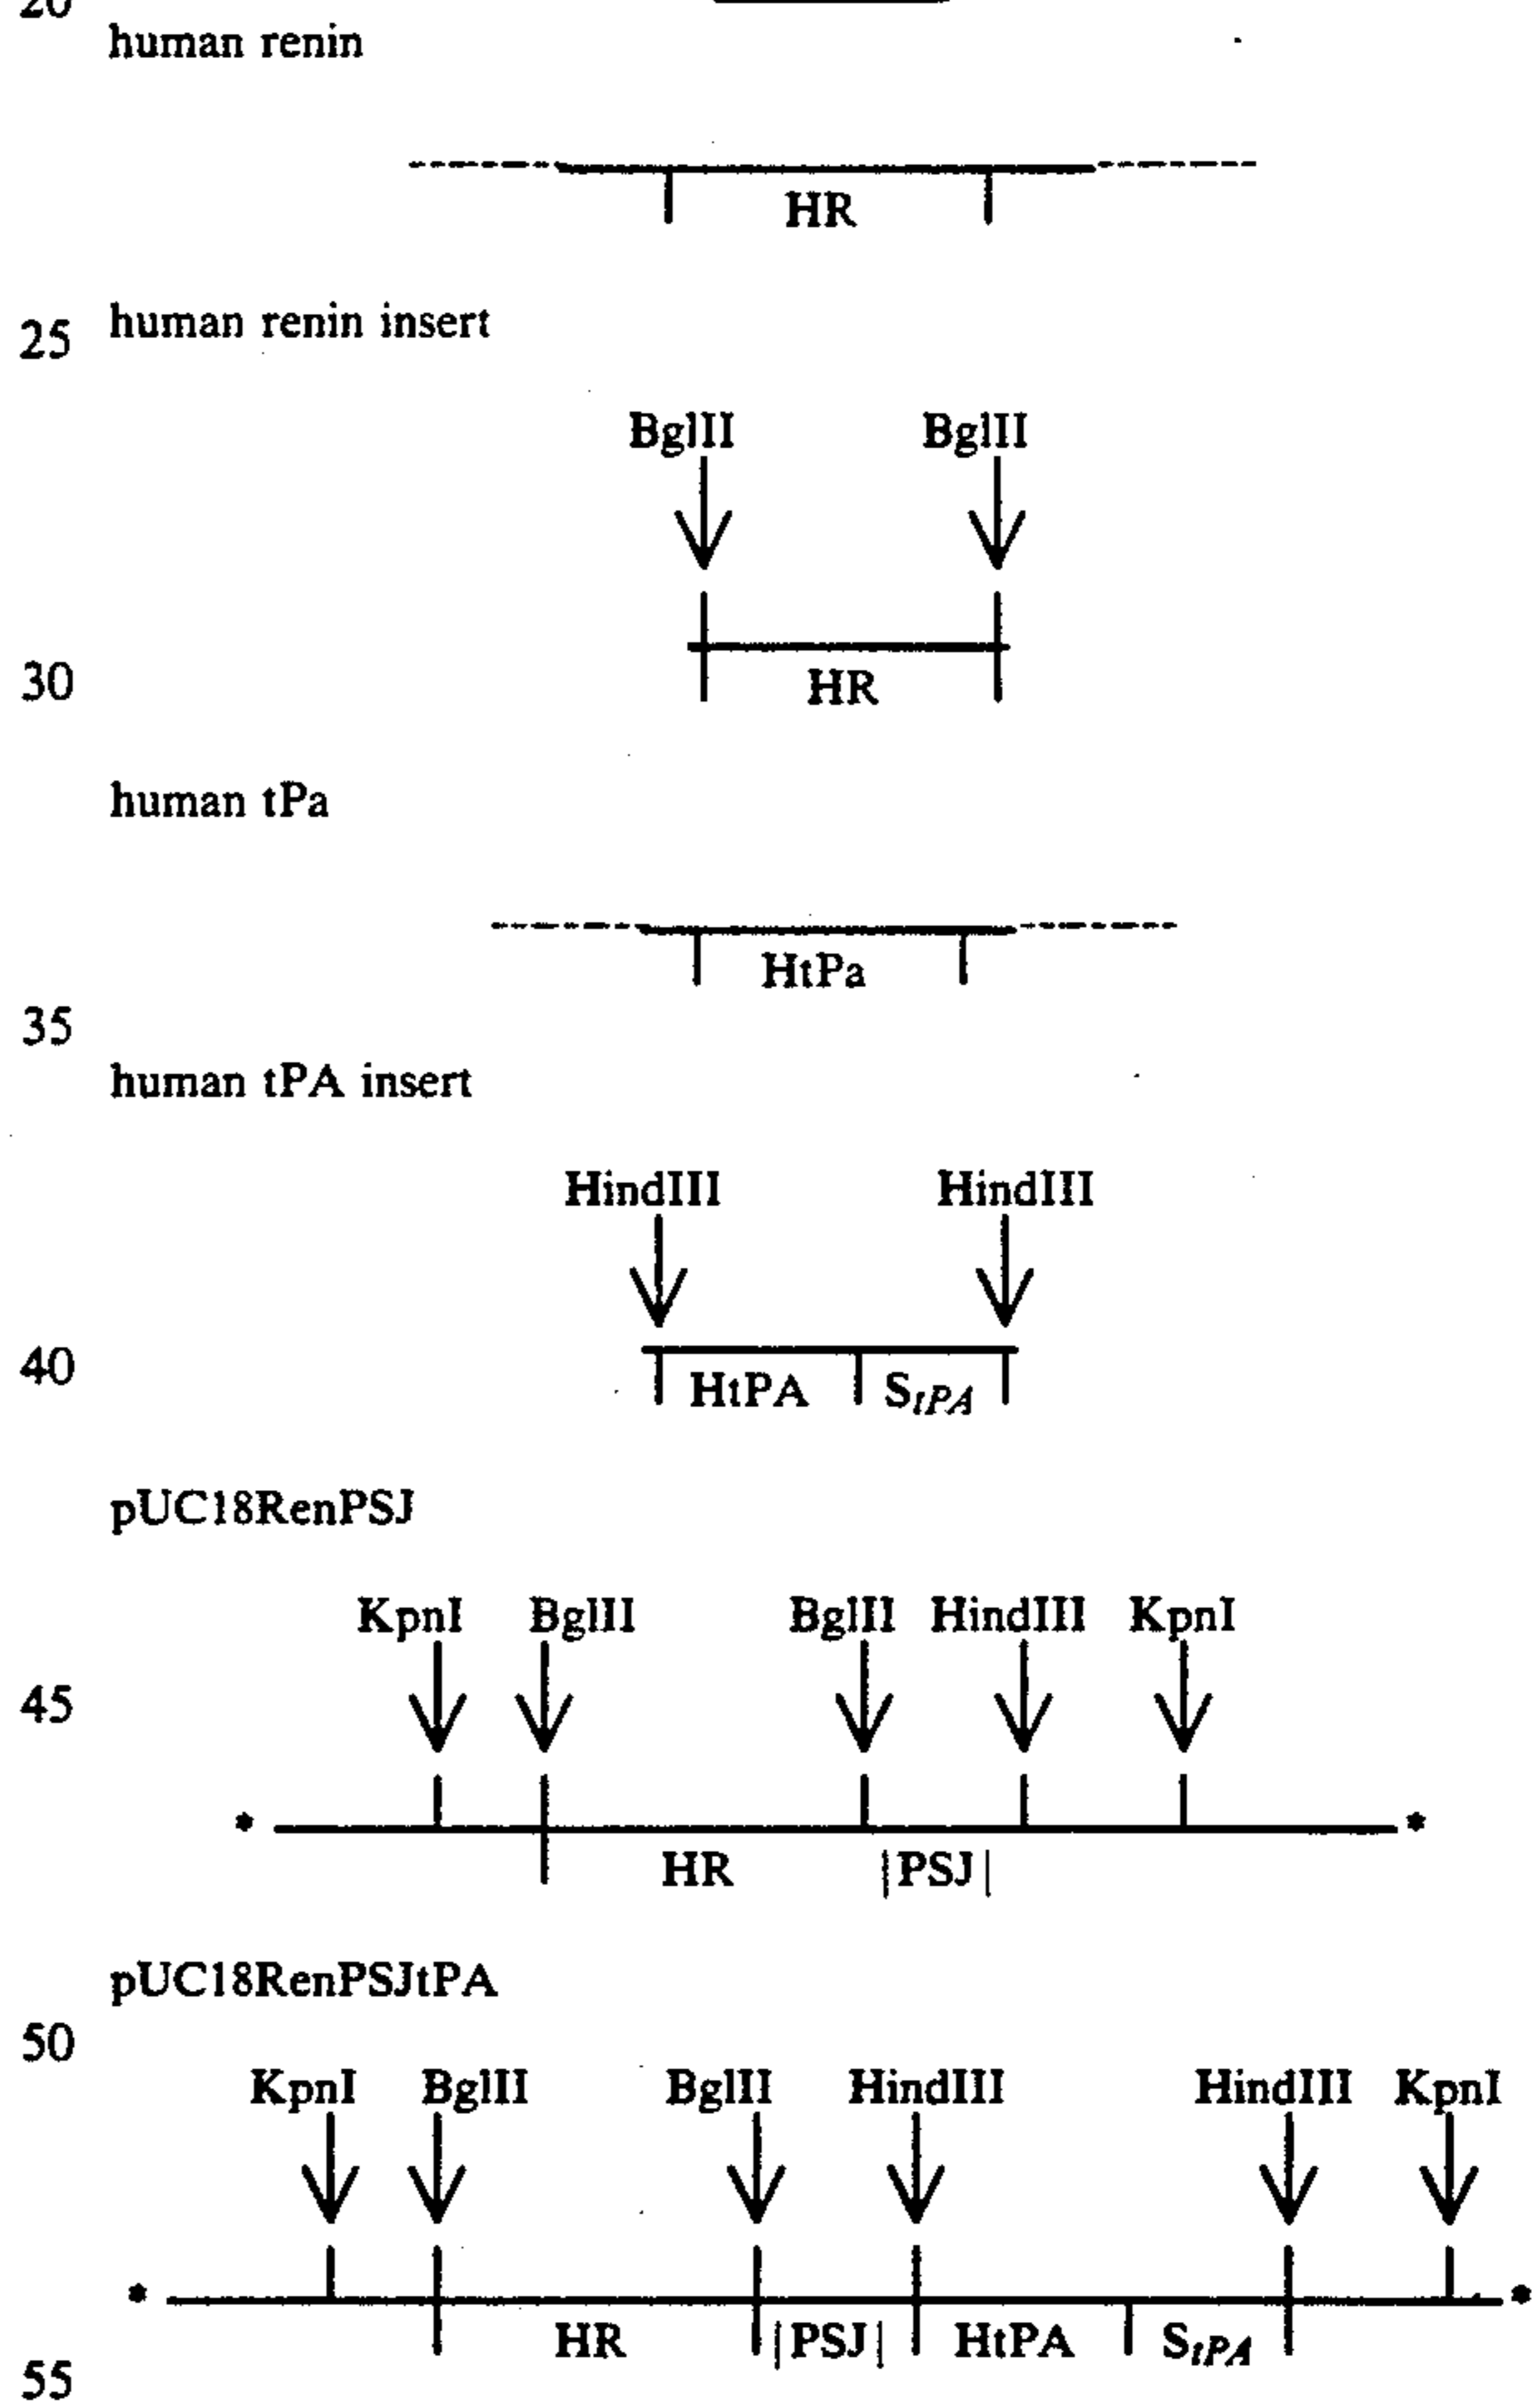 20
human renin
HR
25 human renin insert
BglII BglII
30 HR
human tPa
HtPa
35
human tPA insert
HindIII HindIII
40 HtPA StPA
pUC18RenPSJ
KpnI BglII BglII HindIII KpnI
45
* *
HR |PSJ|
pUC18RenPSJtPA
50
KpnI BglII BglII HindIII HindIII KpnI
* *
HR |PSJ| HtPA StPA
55